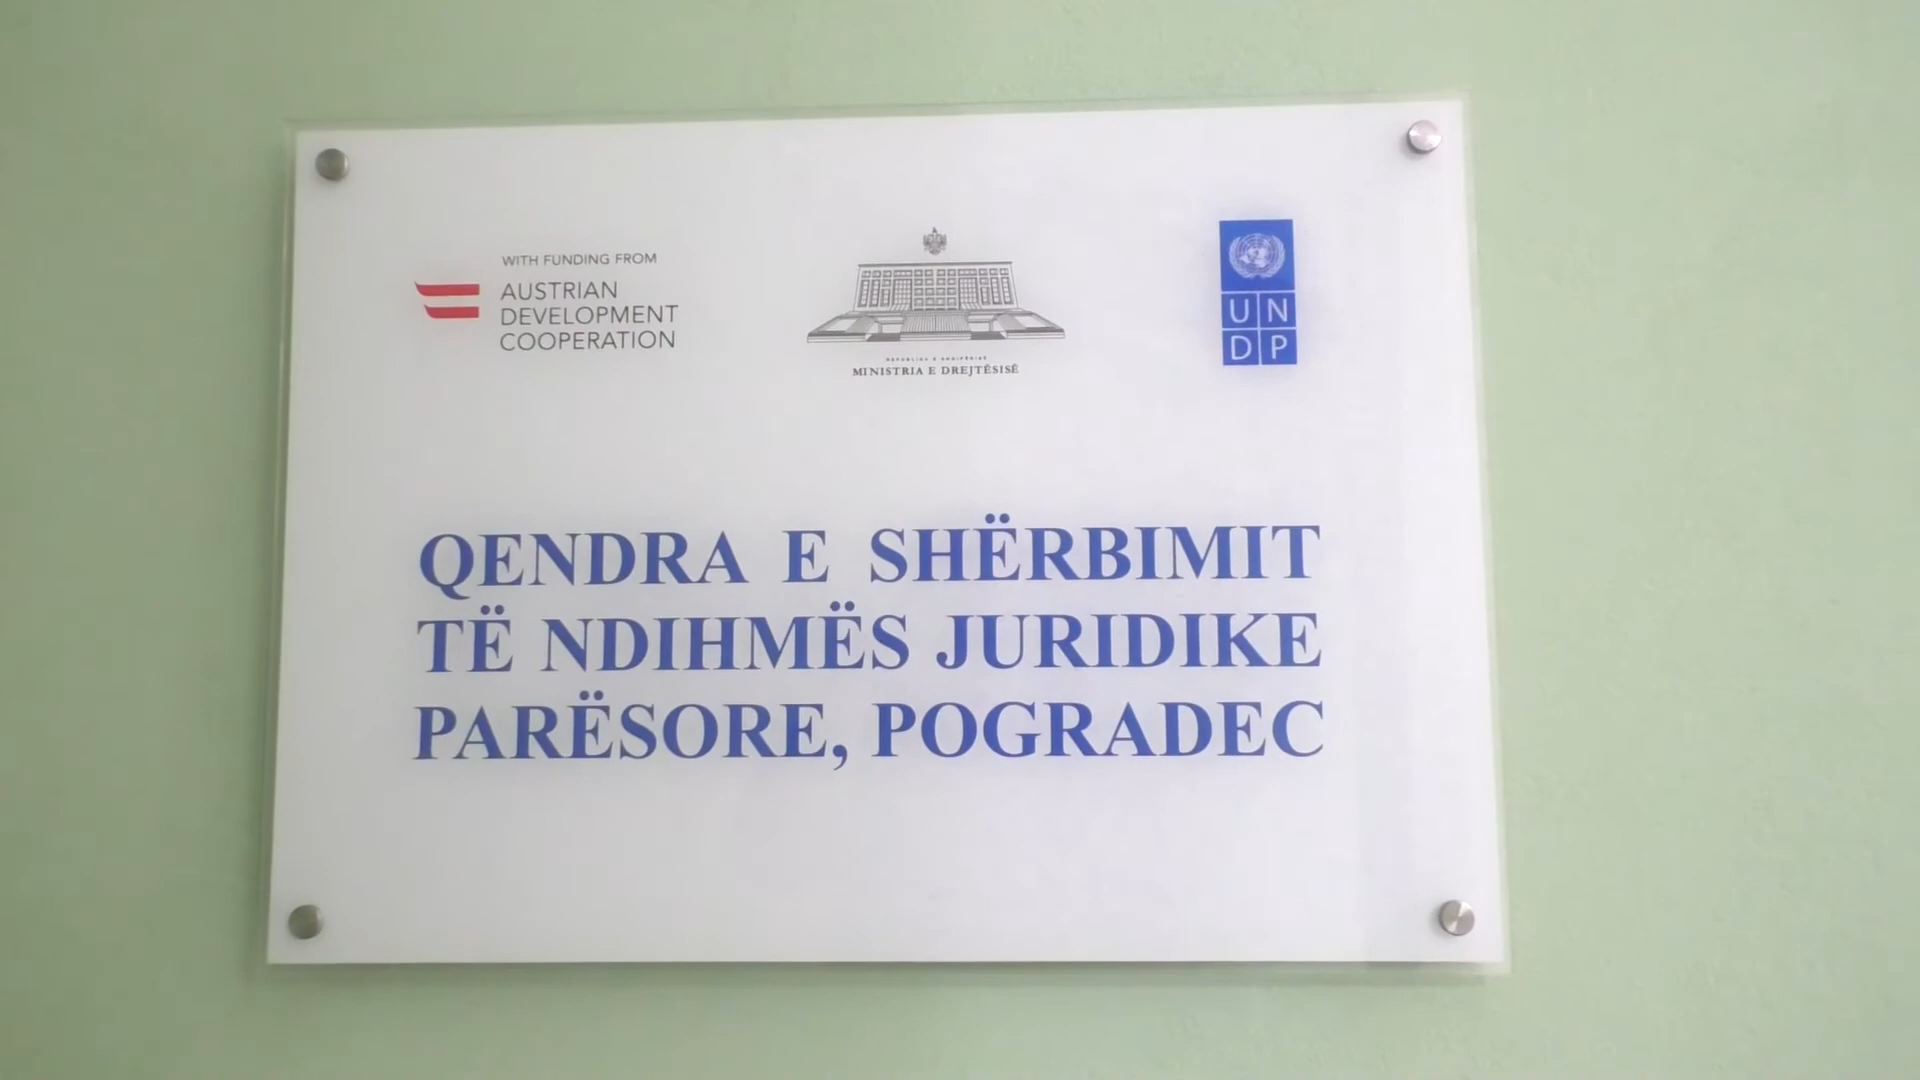 WITH FUNDING FROM
AUSTRIAN
DEVELOPMENT
COOPERATION
REPUBLIKA E SHQIPËRISË
MINISTRIA E DREJTËSISË
UN
DP
QENDRA E SHËRBIMIT
TË NDIHMËS JURIDIKE
PARËSORE, POGRADEC